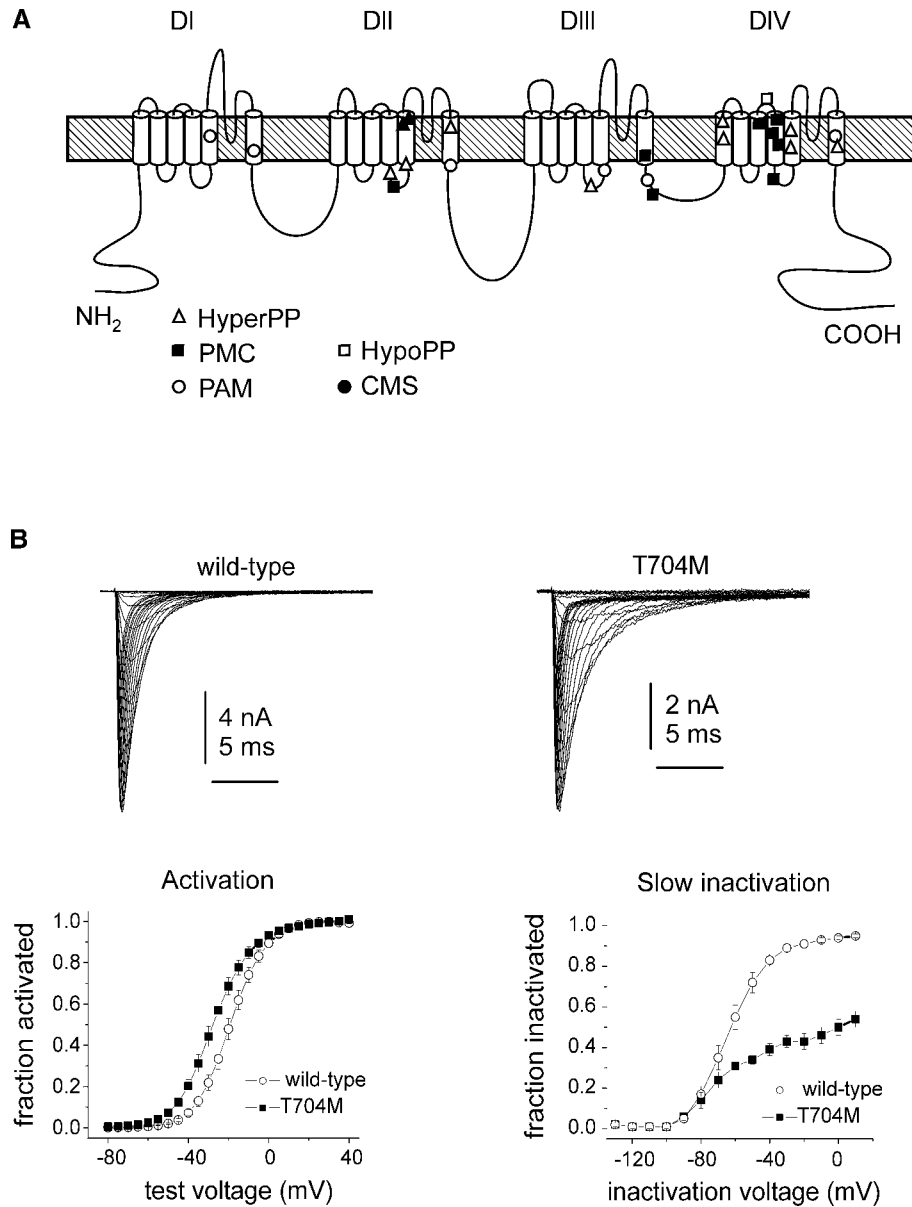 A
DI DII DIII DIV
NH2
COOH
HyperPP
PMC
PAM
HypoPP
CMS
B
wild-type
4 nA
5 ms
T704M
2 nA
5 ms
Activation
fraction activated
1.0
0.8
0.6
0.4
0.2
0.0
wild-type
T704M
-80 -40 0 40
test voltage (mV)
Slow inactivation
fraction inactivated
1.0
0.8
0.6
0.4
0.2
0.0
wild-type
T704M
-120 -80 -40 0
inactivation voltage (mV)